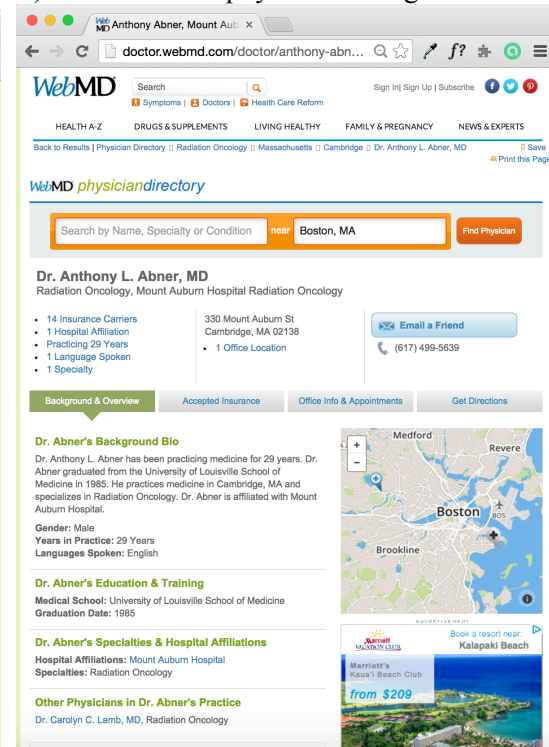 Anthony Abner, Mount Aub
doctor.webmd.com/doctor/anthony-abn...
f?
WebMD
Search
Sign In| Sign Up | Subscribe
Symptoms | Doctors | Health Care Reform
HEALTH A-Z DRUGS & SUPPLEMENTS LIVING HEALTHY FAMILY & PREGNANCY NEWS & EXPERTS
Back to Results | Physician Directory Radiation Oncology Massachusetts Cambridge Dr. Anthony L. Abner, MD
Save
Print this Page
WebMD physiciandirectory
Search by Name, Specialty or Condition near Boston, MA Find Physician
Dr. Anthony L. Abner, MD
Radiation Oncology, Mount Auburn Hospital Radiation Oncology
• 14 Insurance Carriers
• 1 Hospital Affiliation
• Practicing 29 Years
• 1 Language Spoken
• 1 Specialty
330 Mount Auburn St
Cambridge, MA 02138
• 1 Office Location
Email a Friend
(617) 499-5639
Background & Overview Accepted Insurance Office Info & Appointments Get Directions
Dr. Abner's Background Bio
Dr. Anthony L. Abner has been practicing medicine for 29 years. Dr.
Abner graduated from the University of Louisville School of
Medicine in 1985. He practices medicine in Cambridge, MA and
specializes in Radiation Oncology. Dr. Abner is affiliated with Mount
Auburn Hospital.
Gender: Male
Years in Practice: 29 Years
Languages Spoken: English
Dr. Abner's Education & Training
Medical School: University of Louisville School of Medicine
Graduation Date: 1985
Dr. Abner's Specialties & Hospital Affiliations
Hospital Affiliations: Mount Auburn Hospital
Specialties: Radiation Oncology
Other Physicians in Dr. Abner's Practice
Dr. Carolyn C. Lamb, MD, Radiation Oncology
+
−
Medford
Revere
Boston
BOS
Brookline
ADVERTISEMENT
Marriott
VACATION CLUB
Book a resort near:
Kalapaki Beach
Marriott's
Kaua'i Beach Club
from $209